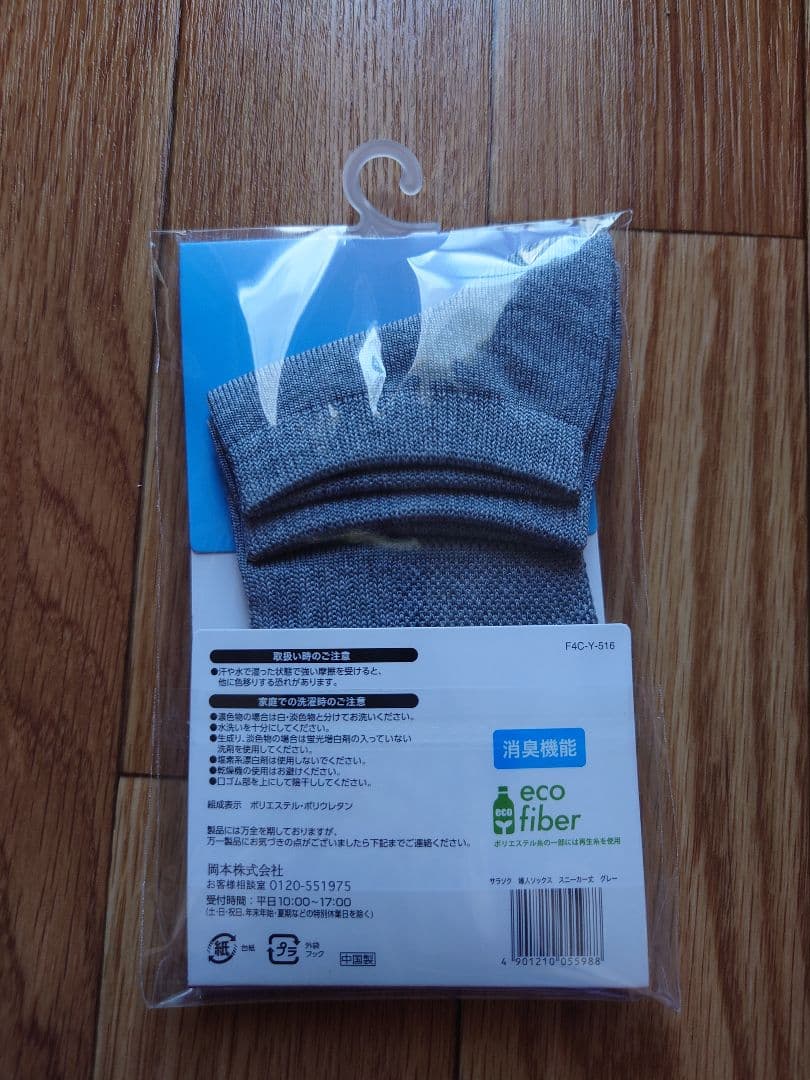 F4C-Y-516
取扱い時のご注意
●汗や水で湿った状態で強い摩擦を受けると、
他に色移りする恐れがあります。
家庭での洗濯時のご注意
●濃色物の場合は白・淡色物と分けてお洗いください。
●水洗いを十分にしてください。
●生成り、淡色物の場合は蛍光増白剤の入っていない
洗剤を使用してください。
●塩素系漂白剤は使用しないでください。
●乾燥機の使用はお避けください。
●口ゴム部を上にして陰干ししてください。
組成表示 ポリエステル・ポリウレタン
製品には万全を期しておりますが、
万一製品にお気づきの点がございましたら下記までご連絡ください。
岡本株式会社
お客様相談室 0120-551975
受付時間：平日10:00～17:00
(土・日・祝日、年末年始・夏期などの特別休業日を除く)
紙 台紙
プラ 外袋
フック
中国製
消臭機能
eco
eco
fiber
ポリエステル糸の一部には再生糸を使用
サラソク 婦人ソックス スニーカー丈 グレー
4 901210 055988